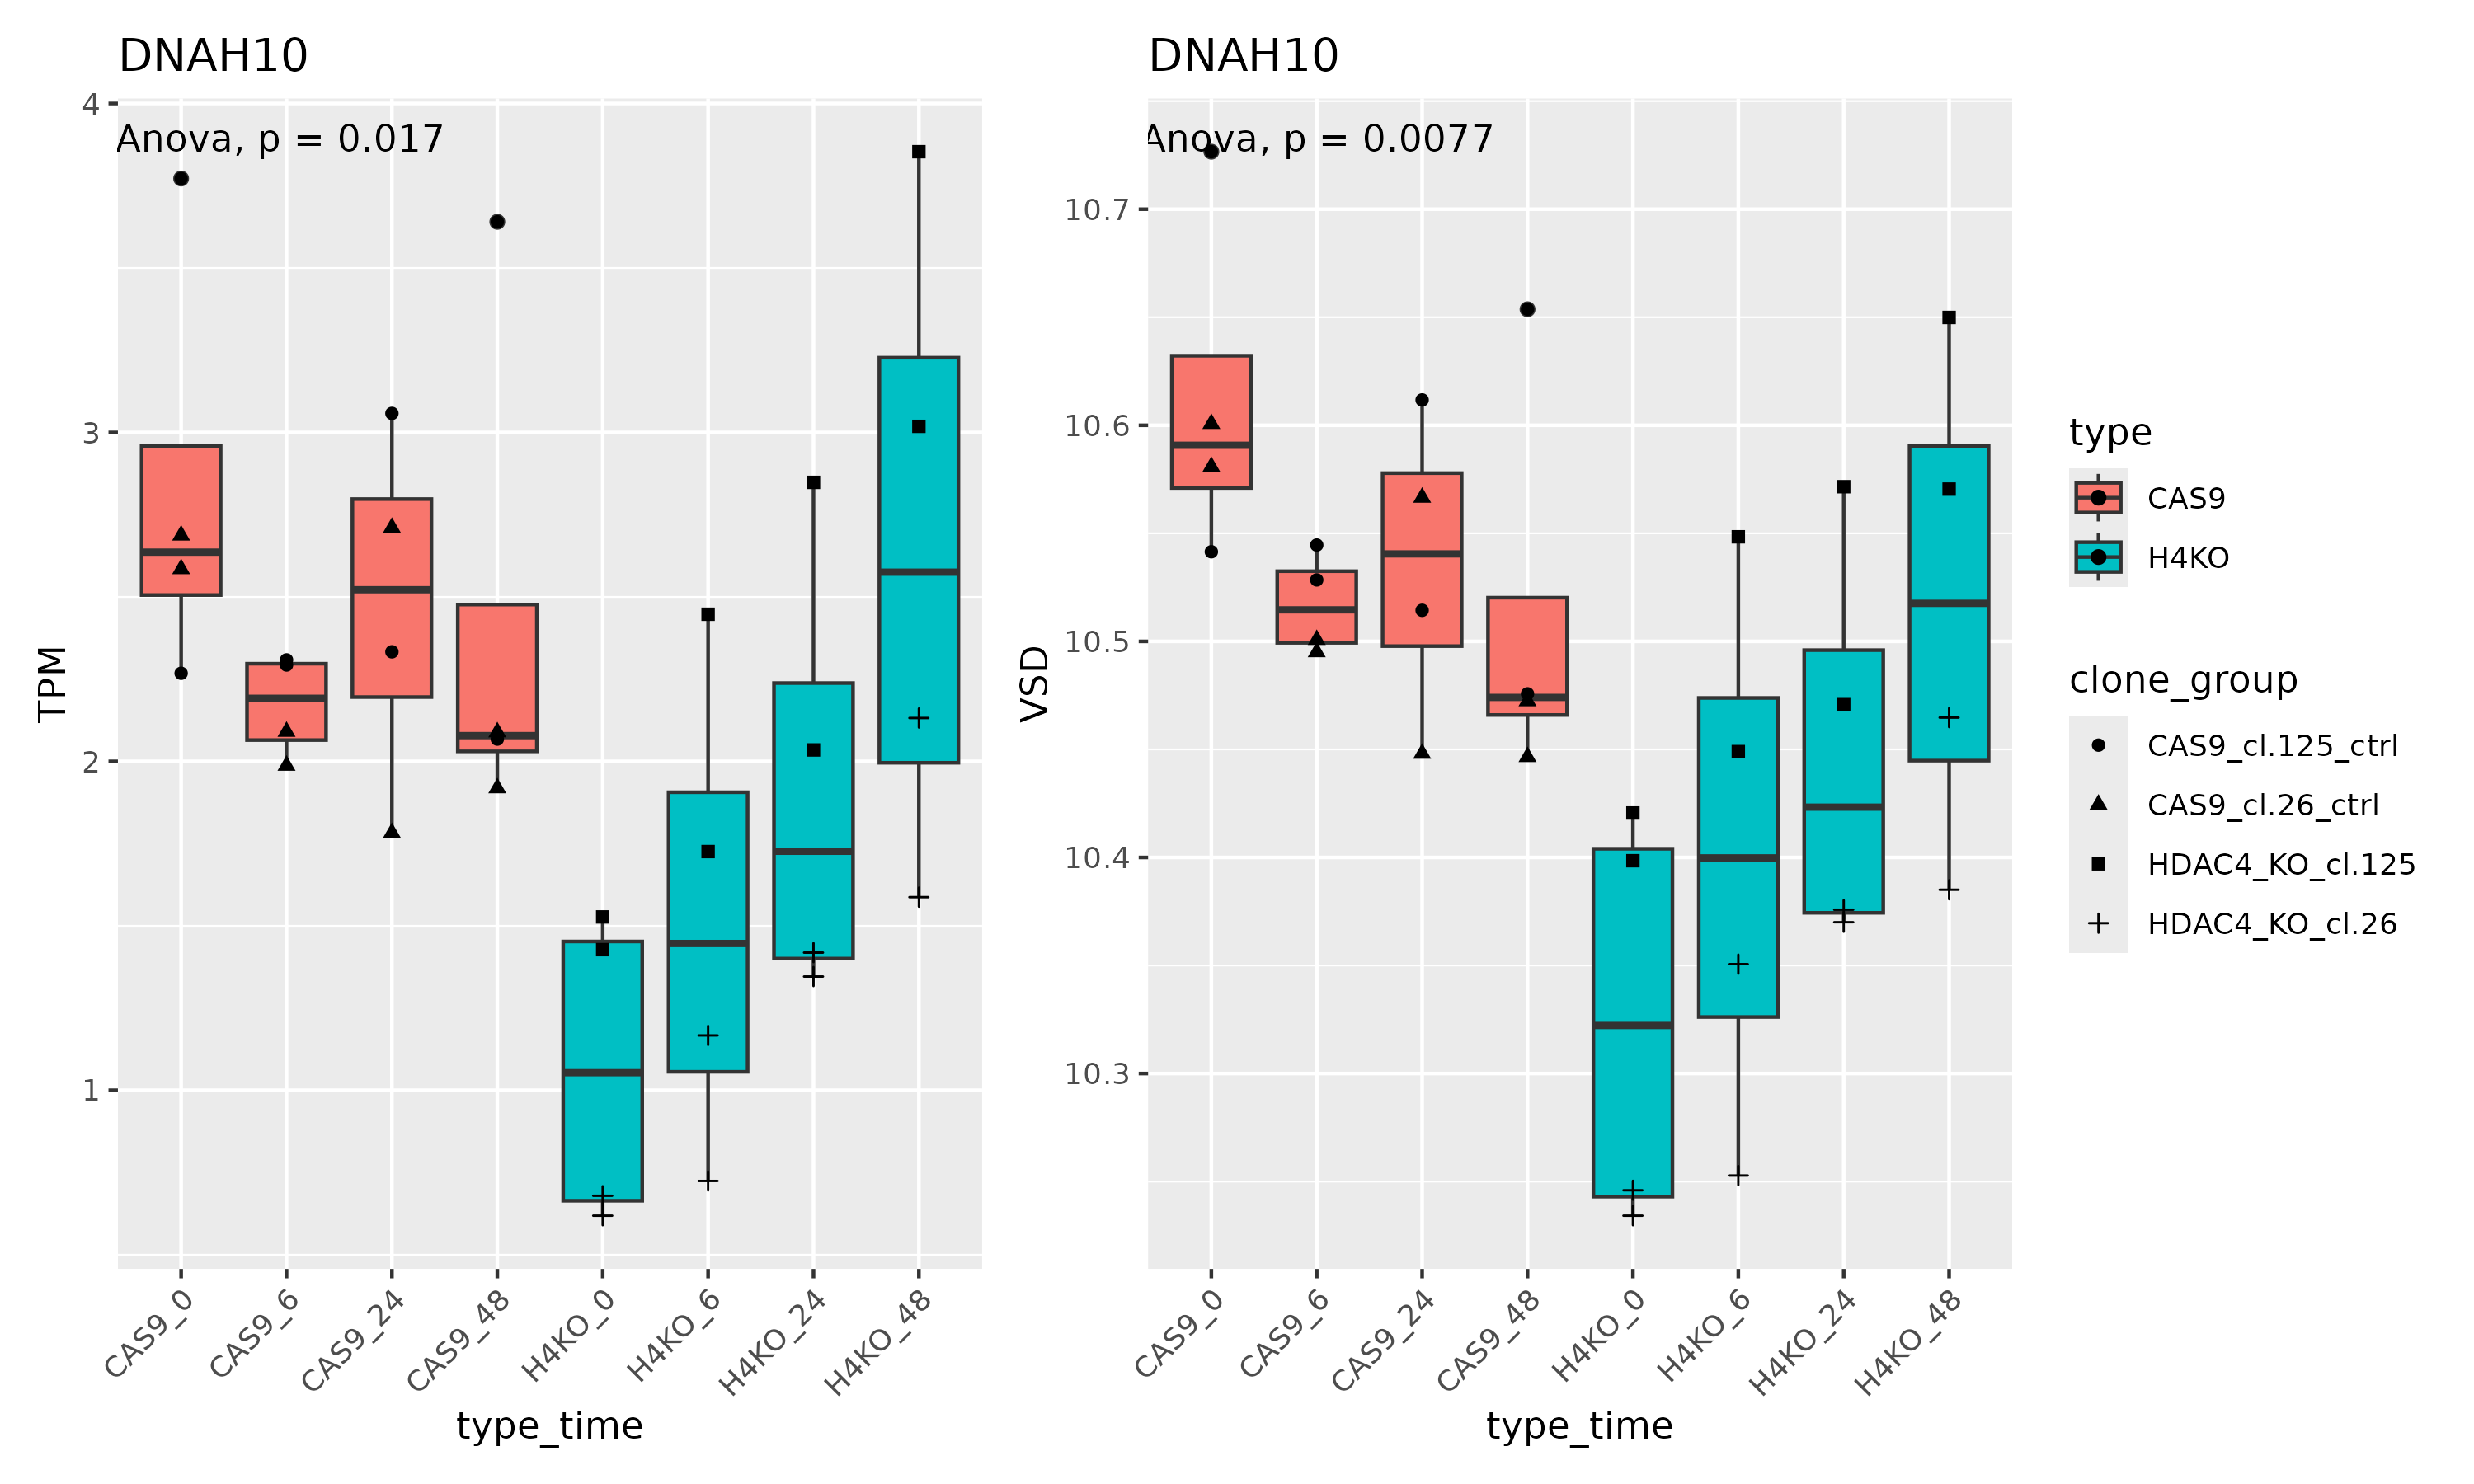 DNAH10
Anova, p = 0.017
4
3
2
1
TPM
CAS9_0
CAS9_6
CAS9_24
CAS9_48
H4KO_0
H4KO_6
H4KO_24
H4KO_48
type_time
DNAH10
Anova, p = 0.0077
10.7
10.6
10.5
10.4
10.3
VSD
CAS9_0
CAS9_6
CAS9_24
CAS9_48
H4KO_0
H4KO_6
H4KO_24
H4KO_48
type_time
type
CAS9
H4KO
clone_group
CAS9_cl.125_ctrl
CAS9_cl.26_ctrl
HDAC4_KO_cl.125
HDAC4_KO_cl.26